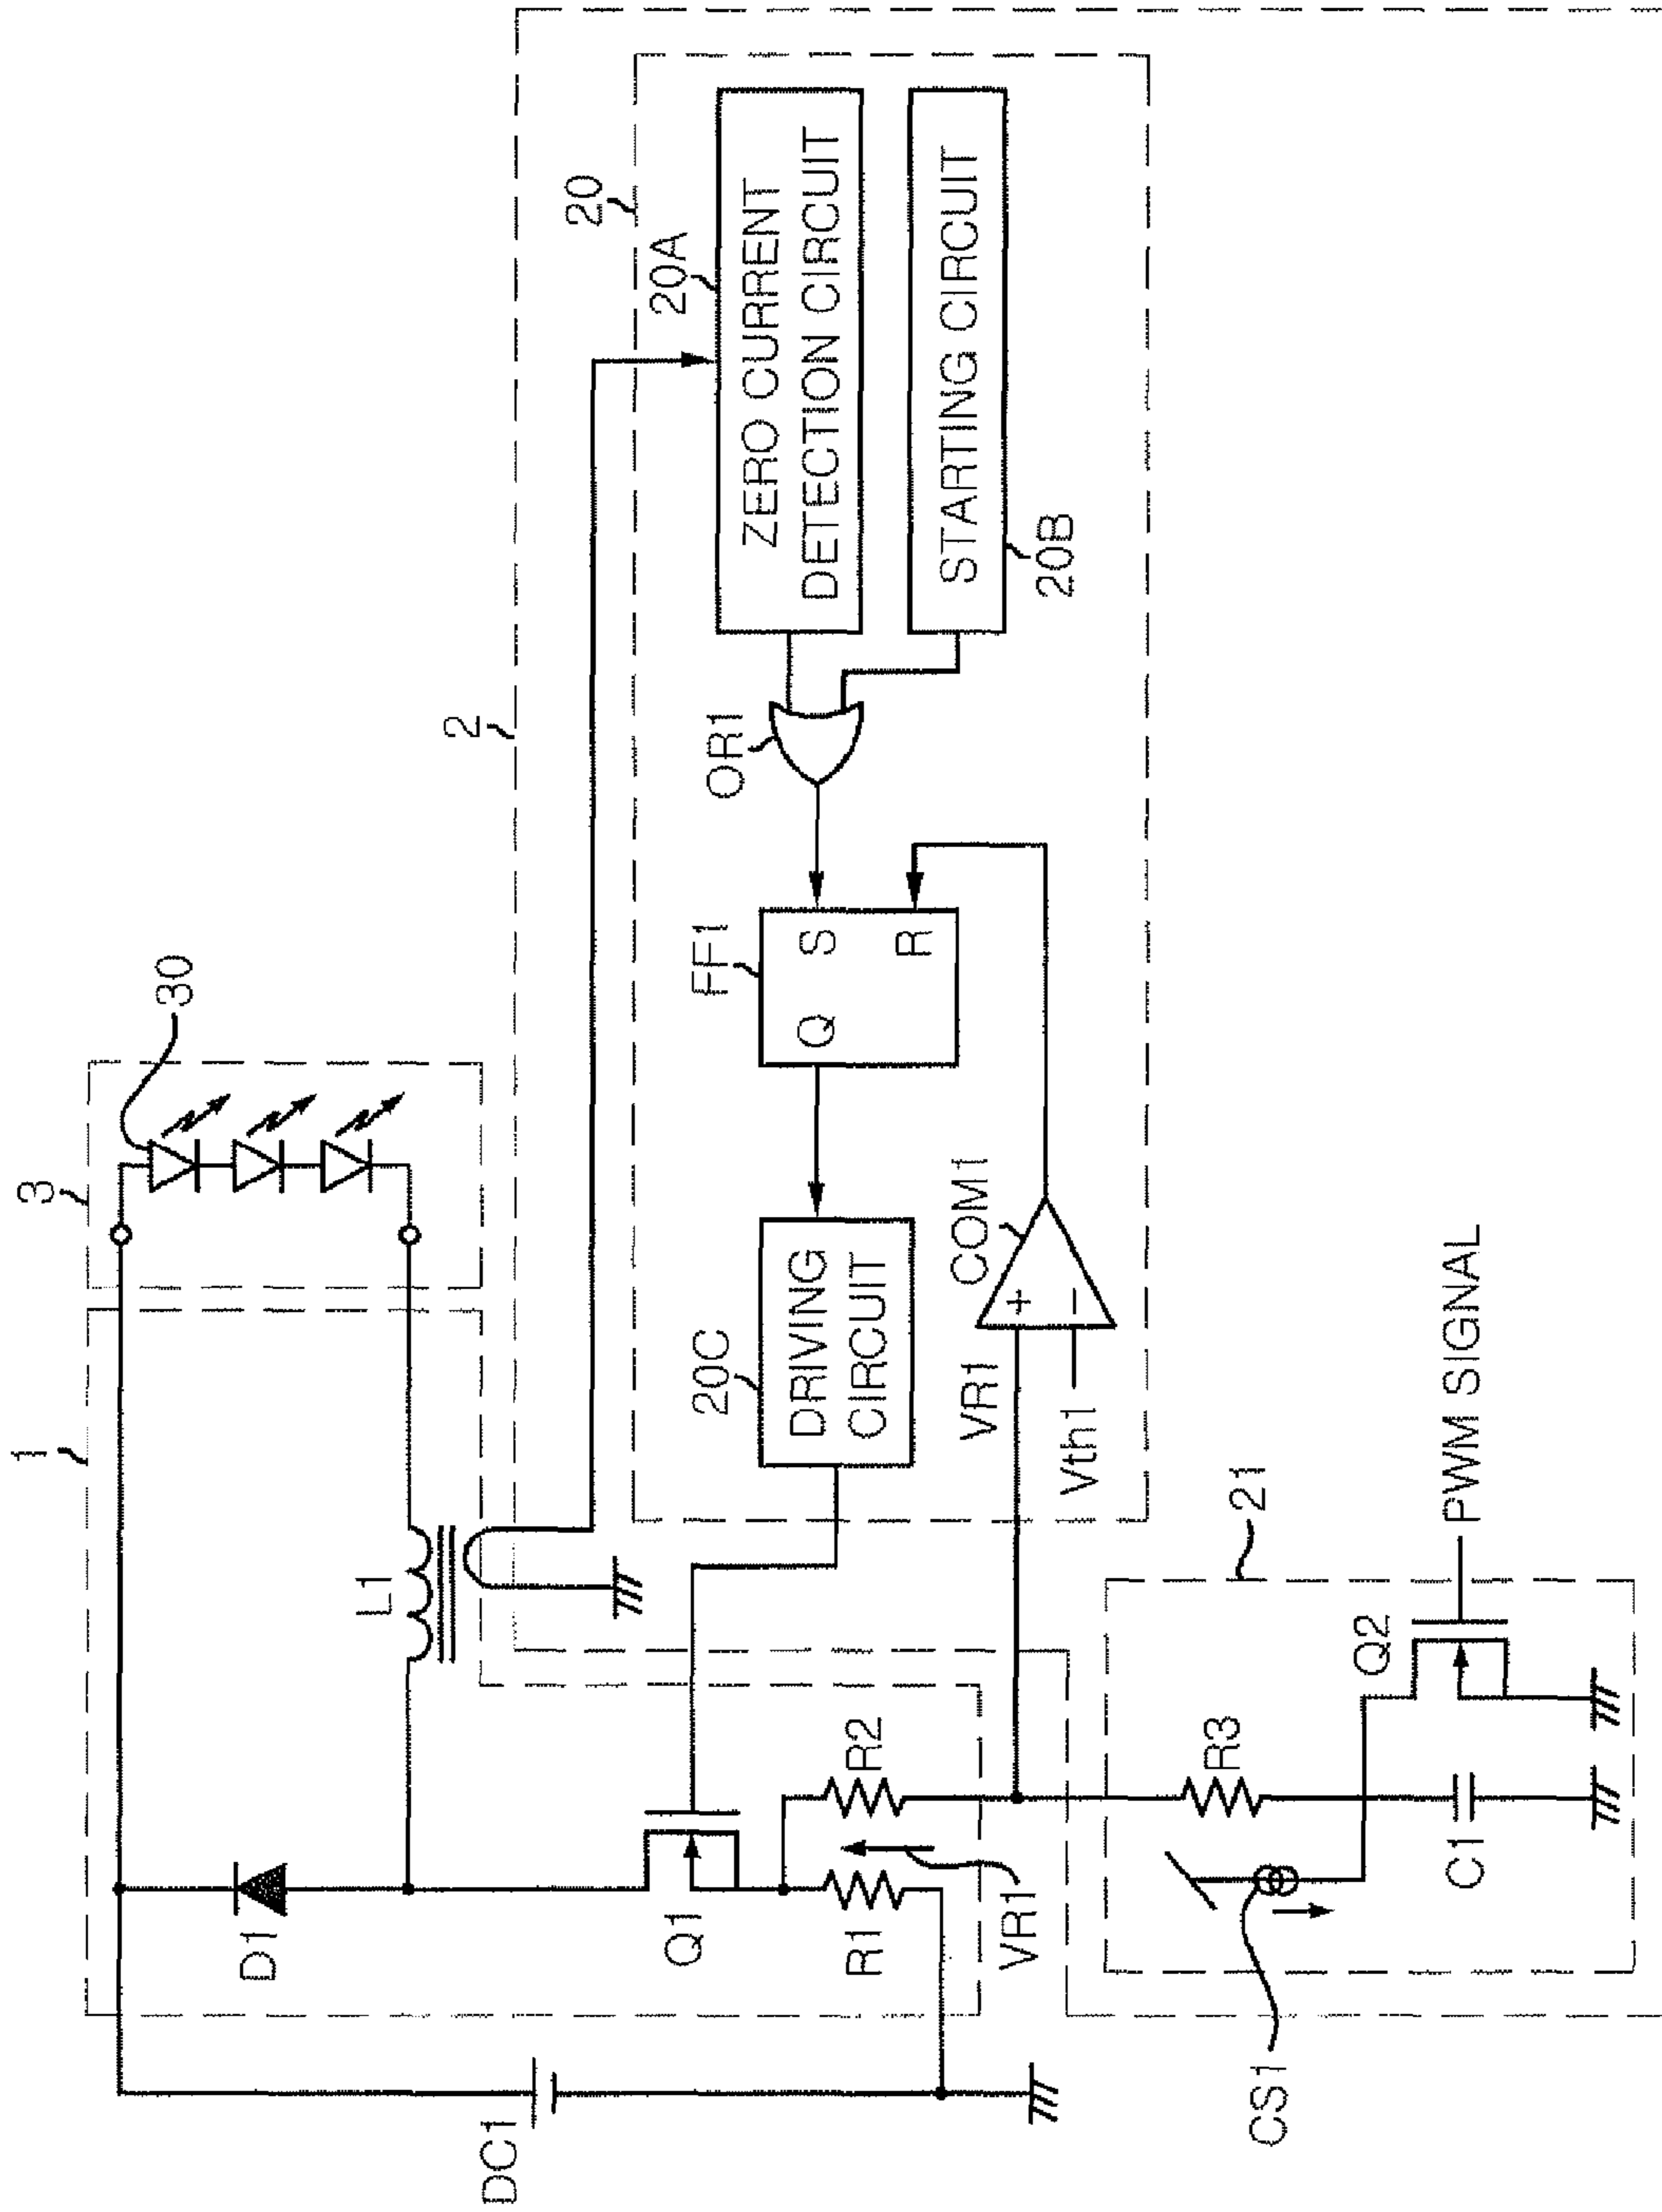 1
3
30
2
20
20A
ZERO CURRENT
DETECTION CIRCUIT
STARTING CIRCUIT
20B
OR1
FF1
Q
S
R
20C
DRIVING
CIRCUIT
COM1
+
−
VR1
Vth1
L1
D1
DC1
Q1
R1
R2
VR1
21
R3
Q2
PWM SIGNAL
C1
CS1